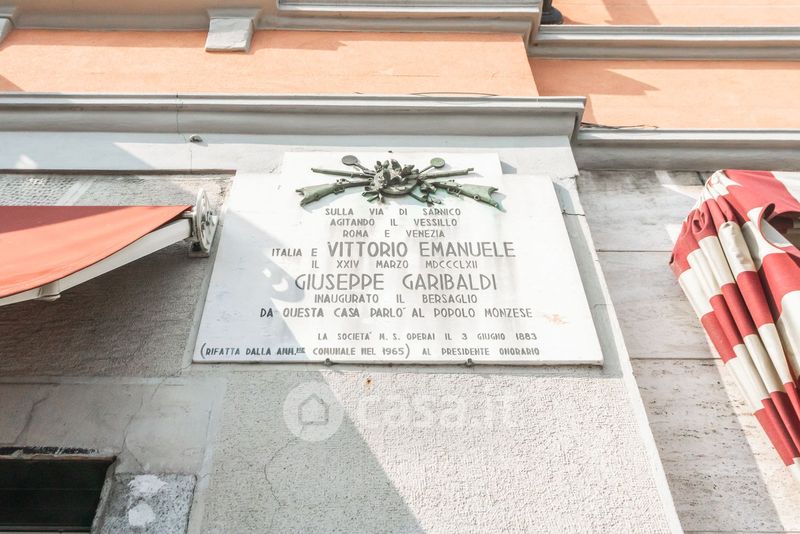 SULLA VIA DI SARNICO
AGITANDO IL VESSILLO
ROMA E VENEZIA
ITALIA E VITTORIO EMANUELE
IL XXIV MARZO MDCCCLXII
GIUSEPPE GARIBALDI
INAUGURATO IL BERSAGLIO
DA QUESTA CASA PARLO' AL POPOLO MONZESE
LA SOCIETA' M. S. OPERAI IL 3 GIUGNO 1883
(RIFATTA DALLA AMM.NE COMUNALE NEL 1965) AL PRESIDENTE ONORARIO
casa.it